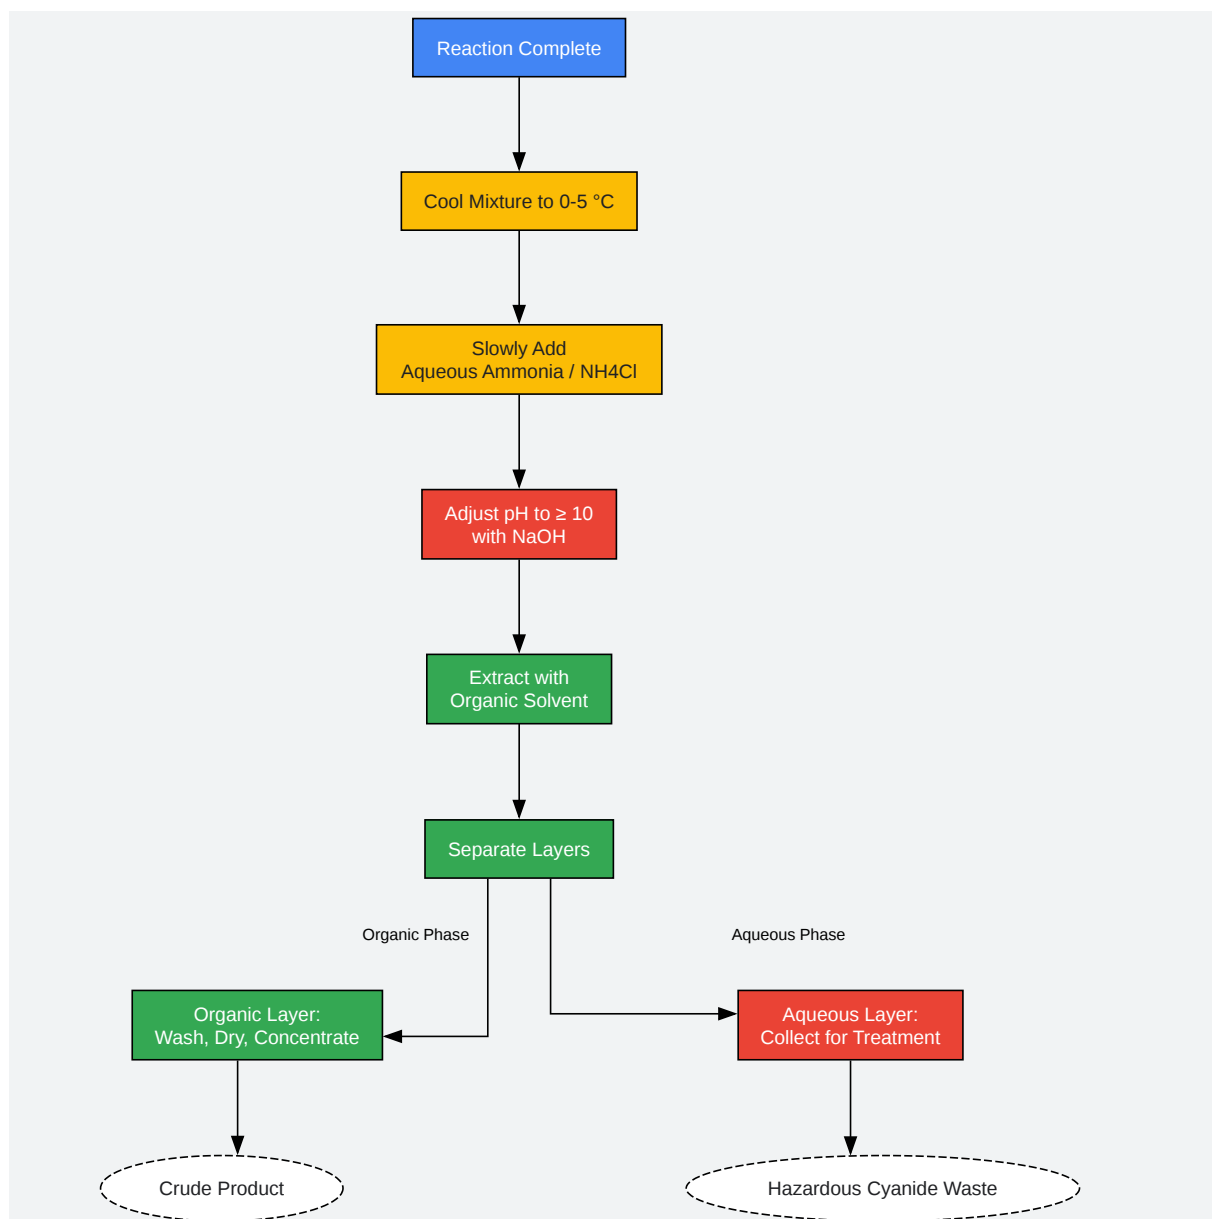 Reaction Complete
Cool Mixture to 0-5 °C
Slowly Add
Aqueous Ammonia / NH4Cl
Adjust pH to ≥ 10
with NaOH
Extract with
Organic Solvent
Separate Layers
Organic Phase
Aqueous Phase
Organic Layer:
Wash, Dry, Concentrate
Aqueous Layer:
Collect for Treatment
Crude Product
Hazardous Cyanide Waste